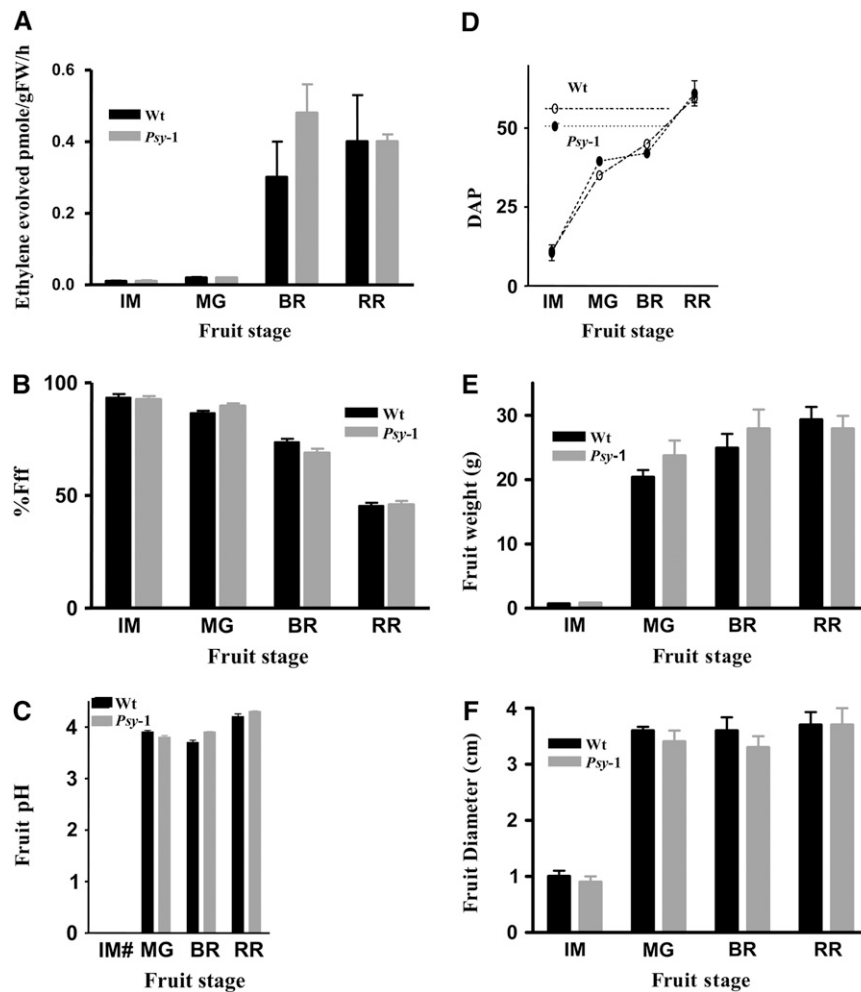 A
Ethylene evolved pmole/gFW/h
0.6
0.4
0.2
0.0
Wt
Psy-1
IM MG BR RR
Fruit stage
B
%Fff
100
50
0
Wt
Psy-1
IM MG BR RR
Fruit stage
C
Fruit pH
4
3
2
1
0
Wt
Psy-1
IM# MG BR RR
Fruit stage
D
DAP
50
25
0
Wt
Psy-1
IM MG BR RR
Fruit stage
E
Fruit weight (g)
30
20
10
0
Wt
Psy-1
IM MG BR RR
Fruit stage
F
Fruit Diameter (cm)
4
3
2
1
0
Wt
Psy-1
IM MG BR RR
Fruit stage